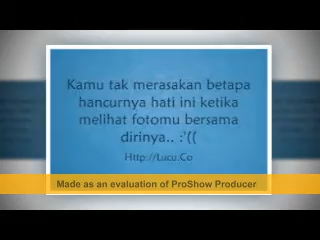 Kamu tak merasakan betapa
hancurnya hati ini ketika
melihat fotomu bersama
dirinya.. :'((
Http://Lucu.Co
Made as an evaluation of ProShow Producer